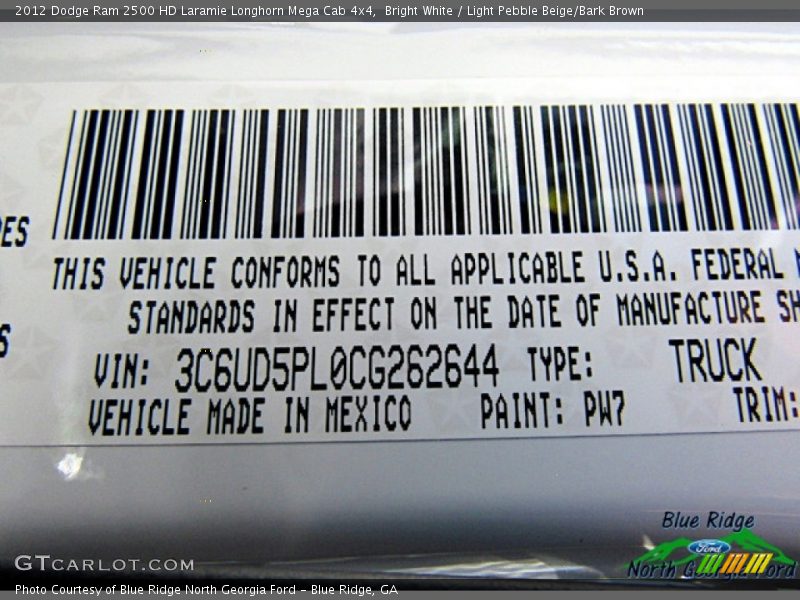 2012 Dodge Ram 2500 HD Laramie Longhorn Mega Cab 4x4,  Bright White / Light Pebble Beige/Bark Brown
THIS VEHICLE CONFORMS TO ALL APPLICABLE U.S.A. FEDERAL
STANDARDS IN EFFECT ON THE DATE OF MANUFACTURE SH
VIN: 3C6UD5PL0CG262644 TYPE: TRUCK
VEHICLE MADE IN MEXICO PAINT: PW7 TRIM:
Blue Ridge
Ford
North Georgia Ford
GTCARLOT.COM
Photo Courtesy of Blue Ridge North Georgia Ford – Blue Ridge, GA